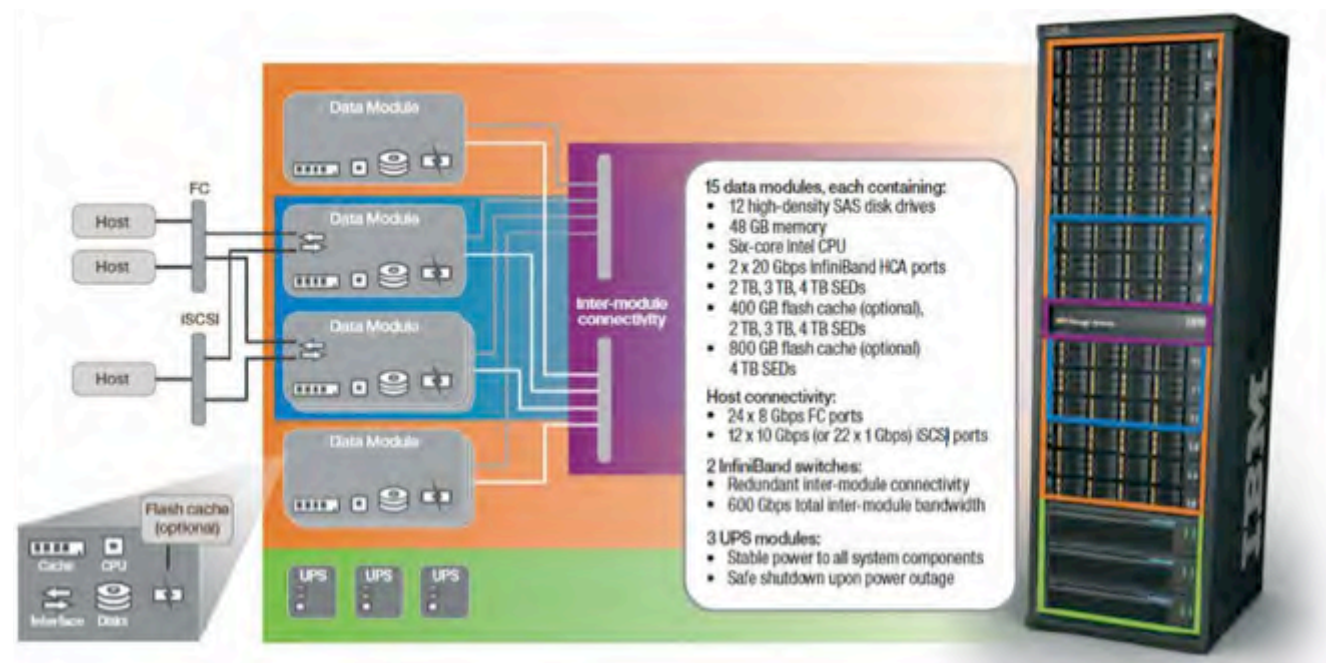 FC
Host
Host
iSCSI
Host
Data Module
Data Module
Data Module
Data Module
Inter-module
connectivity
15 data modules, each containing:
• 12 high-density SAS disk drives
• 48 GB memory
• Six-core Intel CPU
• 2 x 20 Gbps InfiniBand HCA ports
• 2 TB, 3 TB, 4 TB SEDs
• 400 GB flash cache (optional),
2 TB, 3 TB, 4 TB SEDs
• 800 GB flash cache (optional)
4 TB SEDs
Host connectivity:
• 24 x 8 Gbps FC ports
• 12 x 10 Gbps (or 22 x 1 Gbps) iSCSI ports
2 InfiniBand switches:
• Redundant inter-module connectivity
• 600 Gbps total inter-module bandwidth
3 UPS modules:
• Stable power to all system components
• Safe shutdown upon power outage
Flash cache
(optional)
Cache CPU
Interface Disks
UPS UPS UPS
IBM